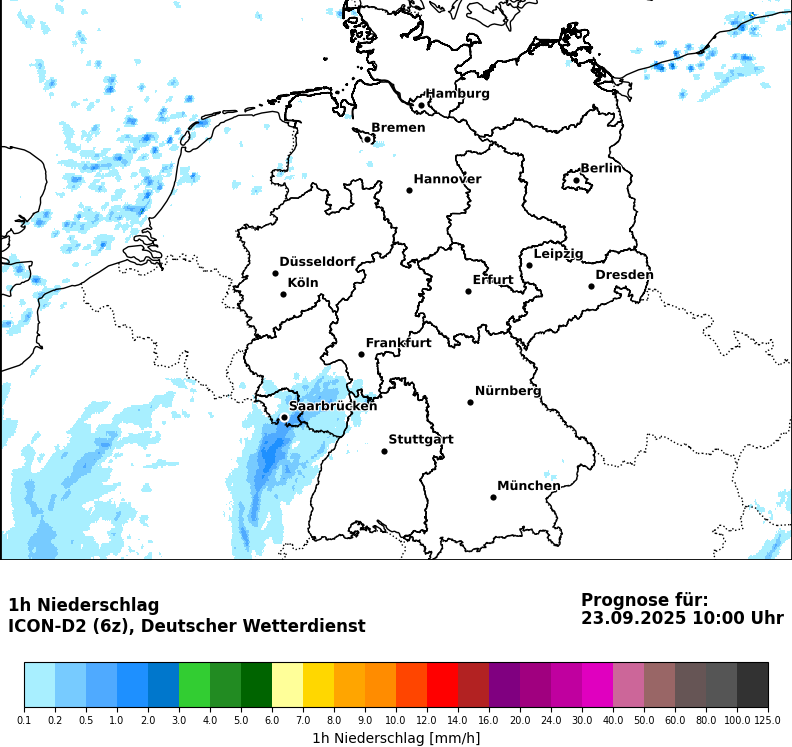 Hamburg
Bremen
Hannover
Berlin
Düsseldorf
Leipzig
Köln
Erfurt
Dresden
Frankfurt
Nürnberg
Saarbrücken
Stuttgart
München
1h Niederschlag
ICON-D2 (6z), Deutscher Wetterdienst
Prognose für:
23.09.2025 10:00 Uhr
0.1 0.2 0.5 1.0 2.0 3.0 4.0 5.0 6.0 7.0 8.0 9.0 10.0 12.0 14.0 16.0 20.0 24.0 30.0 40.0 50.0 60.0 80.0 100.0 125.0
1h Niederschlag [mm/h]